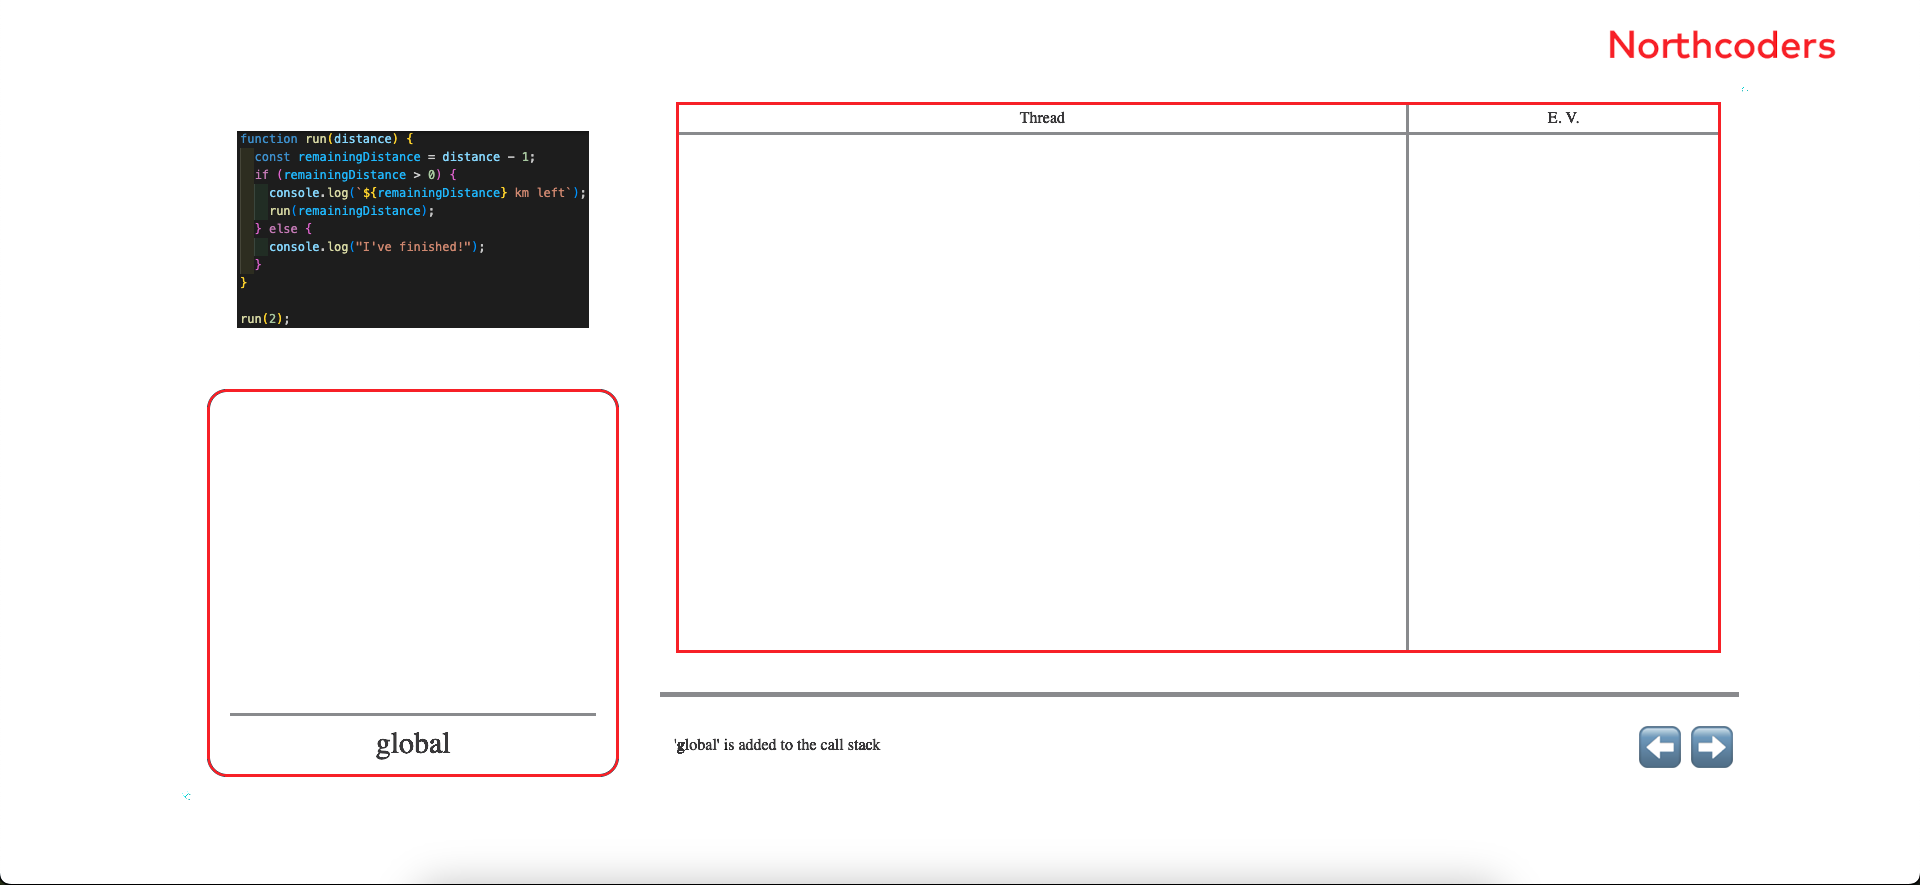 Northcoders
function run(distance) {
const remainingDistance = distance - 1;
if (remainingDistance > 0) {
console.log(`${remainingDistance} km left`);
run(remainingDistance);
} else {
console.log("I've finished!");
}
}
run(2);
Thread
E. V.
global
'global' is added to the call stack